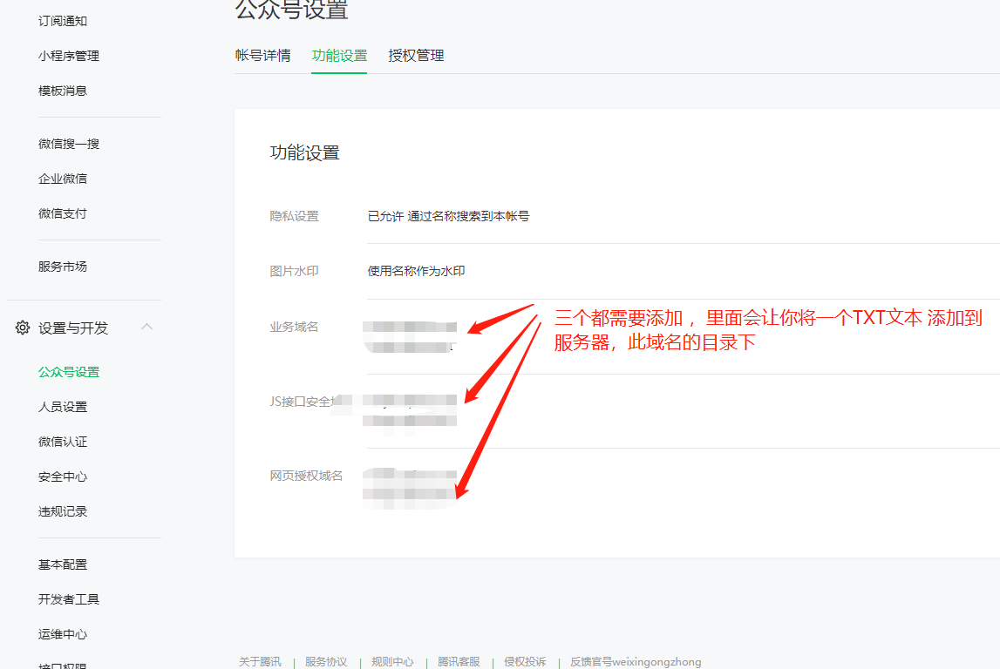 公众号设置
订阅通知
小程序管理
模板消息
微信搜一搜
企业微信
微信支付
服务市场
设置与开发
公众号设置
人员设置
微信认证
安全中心
违规记录
基本配置
开发者工具
运维中心
接口权限
帐号详情 功能设置 授权管理
功能设置
隐私设置 已允许 通过名称搜索到本帐号
图片水印 使用名称作为水印
业务域名
JS接口安全
网页授权域名
三个都需要添加 ，里面会让你将一个TXT文本 添加到
服务器，此域名的目录下
关于腾讯 | 服务协议 | 规则中心 | 腾讯客服 | 侵权投诉 | 反馈官号weixingongzhong